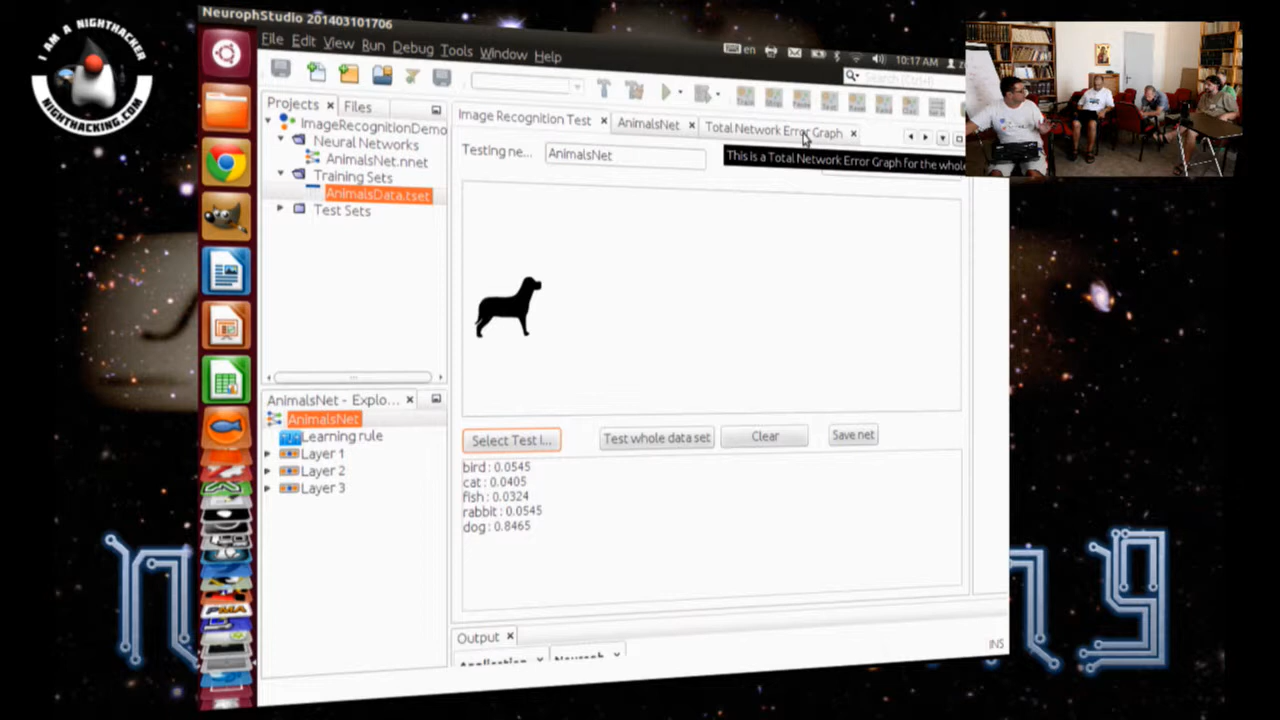 I AM A NIGHTHACKER
NIGHTHACKING.COM
NeurophStudio 201403101706
File Edit View Run Debug Tools Window Help
en
10:17 AM
Projects
Files
ImageRecognitionDemo
Neural Networks
AnimalsNet.nnet
Training Sets
AnimalsData.tset
Test Sets
Image Recognition Test
AnimalsNet
Total Network Error Graph
This is a Total Network Error Graph for the whole
Testing ne...
AnimalsNet
Select Test I...
Test whole data set
Clear
Save net
bird : 0.0545
cat : 0.0405
fish : 0.0324
rabbit : 0.0545
dog : 0.8465
AnimalsNet - Explo...
AnimalsNet
Learning rule
Layer 1
Layer 2
Layer 3
Output
INS